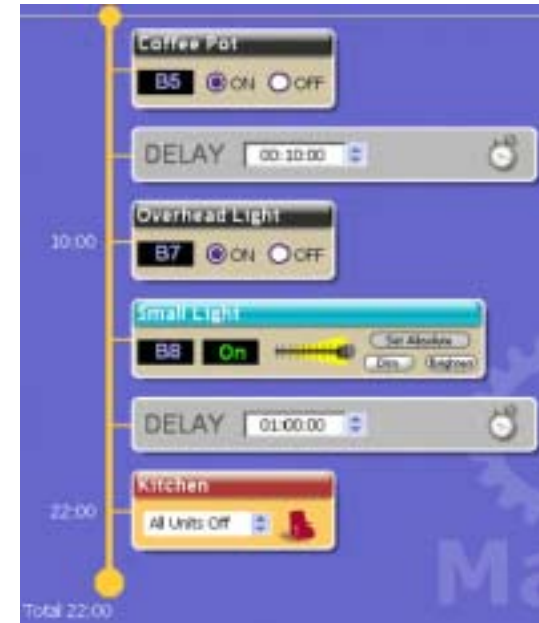 Coffee Pot
B5 ON OFF
DELAY 00:10:00
Overhead Light
10:00 B7 ON OFF
Small Light
B8 On Set Absolute
Dim Brighten
DELAY 01:00:00
Kitchen
22:00 All Units Off
Ma
Total 22:00